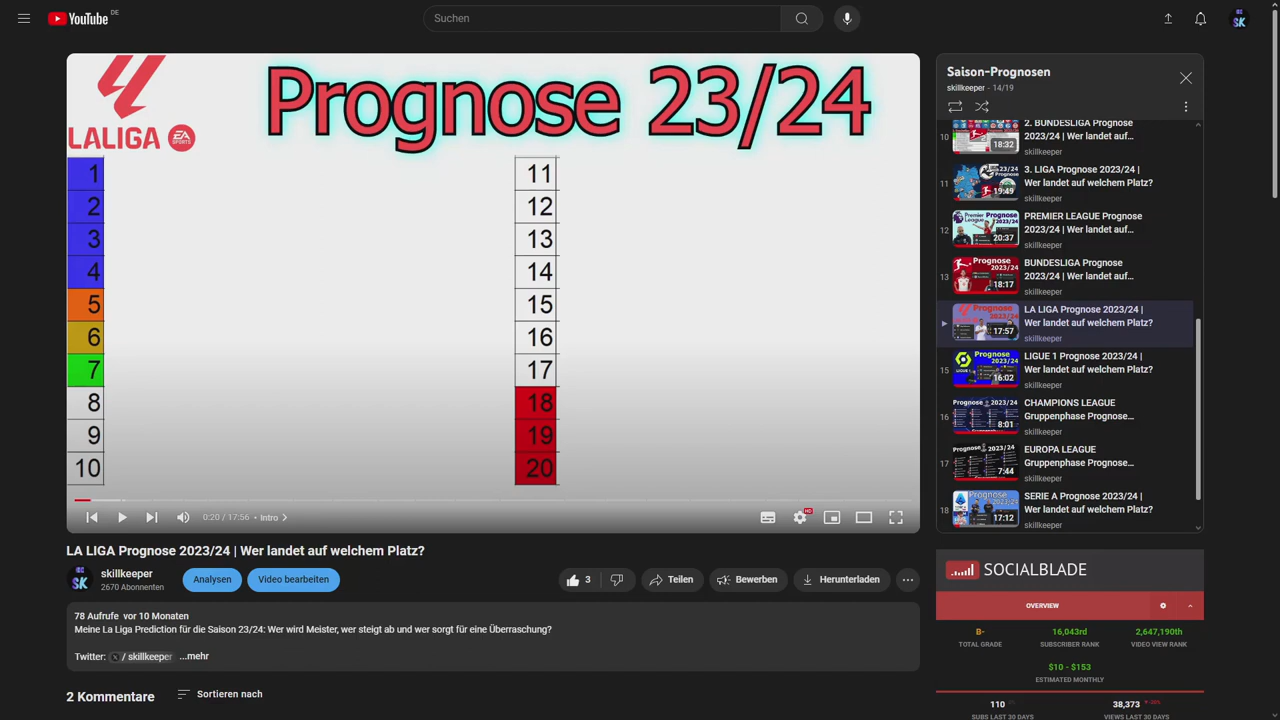 YouTube DE
Suchen
LALIGA EA SPORTS
Prognose 23/24
1
2
3
4
5
6
7
8
9
10
11
12
13
14
15
16
17
18
19
20
0:20 / 17:56 • Intro
HD
LA LIGA Prognose 2023/24 | Wer landet auf welchem Platz?
SK
skillkeeper
2670 Abonnenten
Analysen
Video bearbeiten
3
Teilen
Bewerben
Herunterladen
78 Aufrufe vor 10 Monaten
Meine La Liga Prediction für die Saison 23/24: Wer wird Meister, wer steigt ab und wer sorgt für eine Überraschung?
Twitter: X / skillkeeper ...mehr
2 Kommentare
Sortieren nach
Saison-Prognosen
skillkeeper - 14/19
10
18:32
2. BUNDESLIGA Prognose
2023/24 | Wer landet auf...
skillkeeper
11
19:49
3. LIGA Prognose 2023/24 |
Wer landet auf welchem Platz?
skillkeeper
12
20:37
PREMIER LEAGUE Prognose
2023/24 | Wer landet auf...
skillkeeper
13
18:17
BUNDESLIGA Prognose
2023/24 | Wer landet auf...
skillkeeper
17:57
LA LIGA Prognose 2023/24 |
Wer landet auf welchem Platz?
skillkeeper
15
16:02
LIGUE 1 Prognose 2023/24 |
Wer landet auf welchem Platz?
skillkeeper
16
8:01
CHAMPIONS LEAGUE
Gruppenphase Prognose...
skillkeeper
17
7:44
EUROPA LEAGUE
Gruppenphase Prognose...
skillkeeper
18
17:12
SERIE A Prognose 2023/24 |
Wer landet auf welchem Platz?
skillkeeper
SOCIALBLADE
OVERVIEW
B-
TOTAL GRADE
16,043rd
SUBSCRIBER RANK
2,647,190th
VIDEO VIEW RANK
$10 - $153
ESTIMATED MONTHLY
110
SUBS LAST 30 DAYS
38,373
VIEWS LAST 30 DAYS